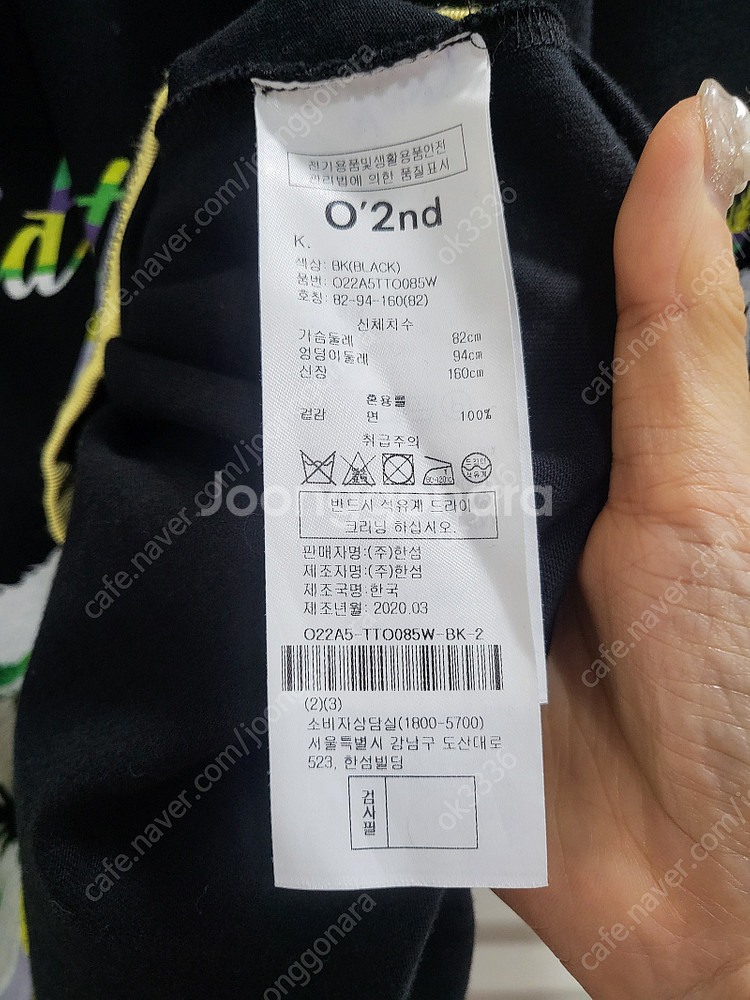 전기용품및생활용품안전
관리법에 의한 품질표시
O'2nd
K.
색상: BK(BLACK)
품번: O22A5TTO085W
호칭: 82-94-160(82)
신체치수
가슴둘레 82cm
엉덩이둘레 94cm
신장 160cm
혼용률
겉감 면 100%
취급주의
드라이
석유계
반드시 석유계 드라이
크리닝 하십시오.
판매자명:(주)한섬
제조자명:(주)한섬
제조국명:한국
제조년월: 2020.03
O22A5-TTO085W-BK-2
(2)(3)
소비자상담실(1800-5700)
서울특별시 강남구 도산대로
523, 한섬빌딩
검사필
Joonggonara
cafe.naver.com/joonggonara
ok3336